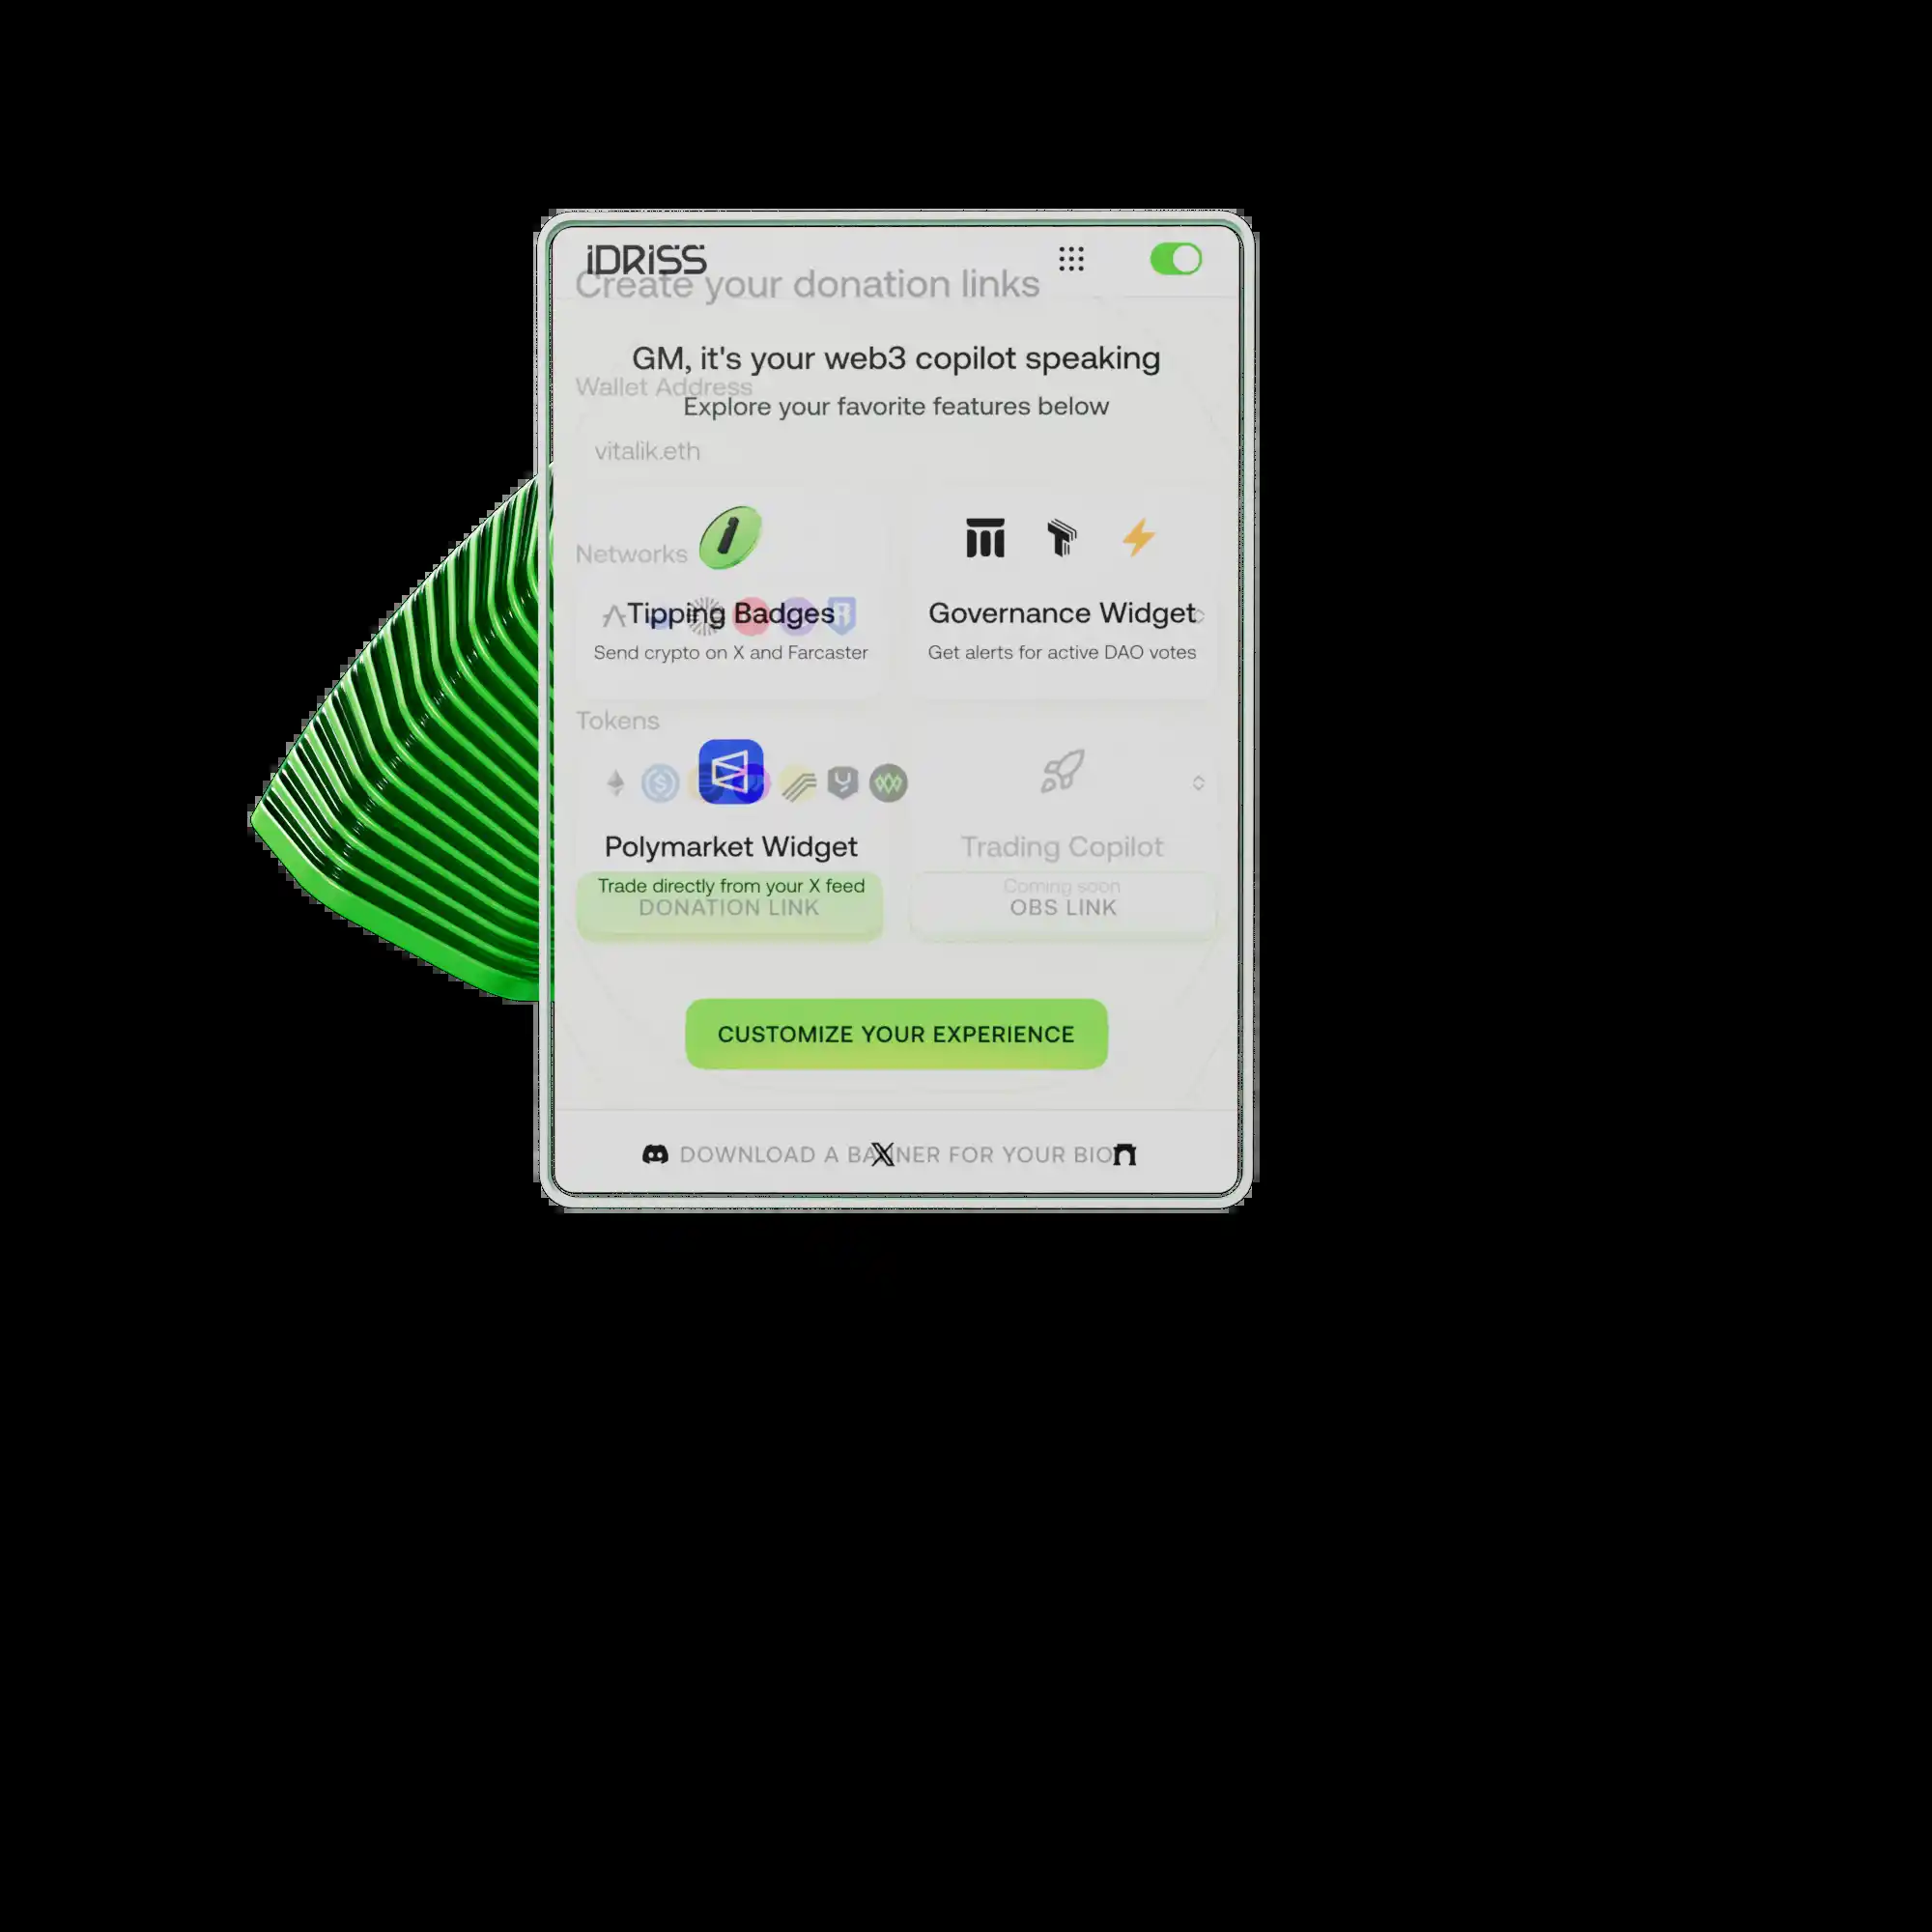 iDRiSS
Create your donation links
GM, it's your web3 copilot speaking
Wallet Address
Explore your favorite features below
vitalik.eth
Networks
Tipping Badges
Governance Widget
Send crypto on X and Farcaster
Get alerts for active DAO votes
Tokens
Polymarket Widget
Trading Copilot
Trade directly from your X feed
Coming soon
DONATION LINK
OBS LINK
CUSTOMIZE YOUR EXPERIENCE
DOWNLOAD A BANNER FOR YOUR BIO